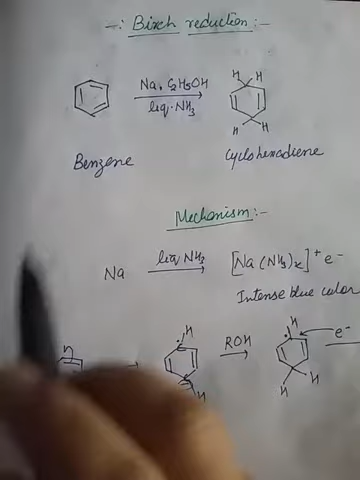 -: Birch reduction:-
Na. C2H5OH
liq. NH3
H H
H H
Benzene
Cyclohexadiene
Mechanism:-
Na
liq NH3
[Na (NH3)x]+ e-
Intense blue color
H
H
ROH
H
e-
H
H